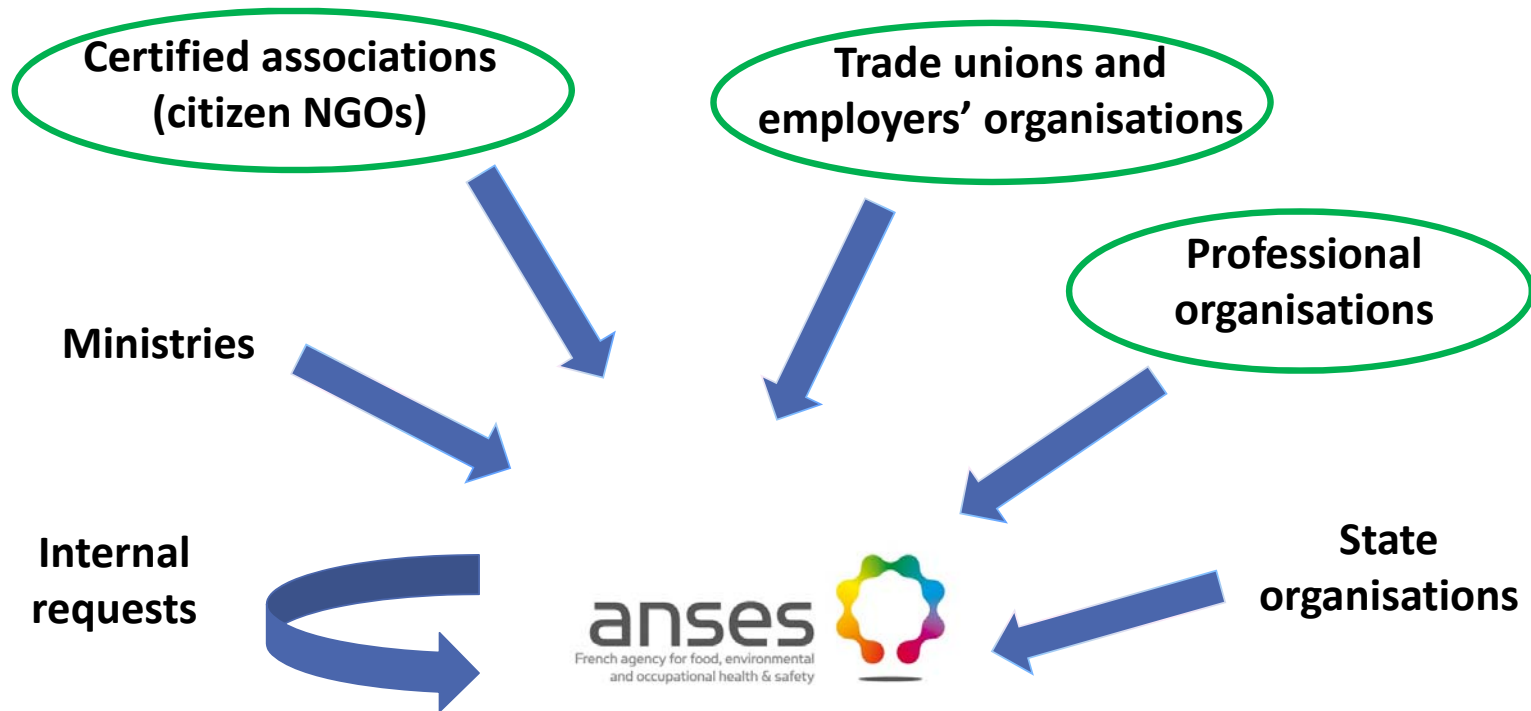 Certified associations
(citizen NGOs)
Trade unions and
employers’ organisations
Professional
organisations
Ministries
Internal
requests
State
organisations
anses
French agency for food, environmental
and occupational health & safety